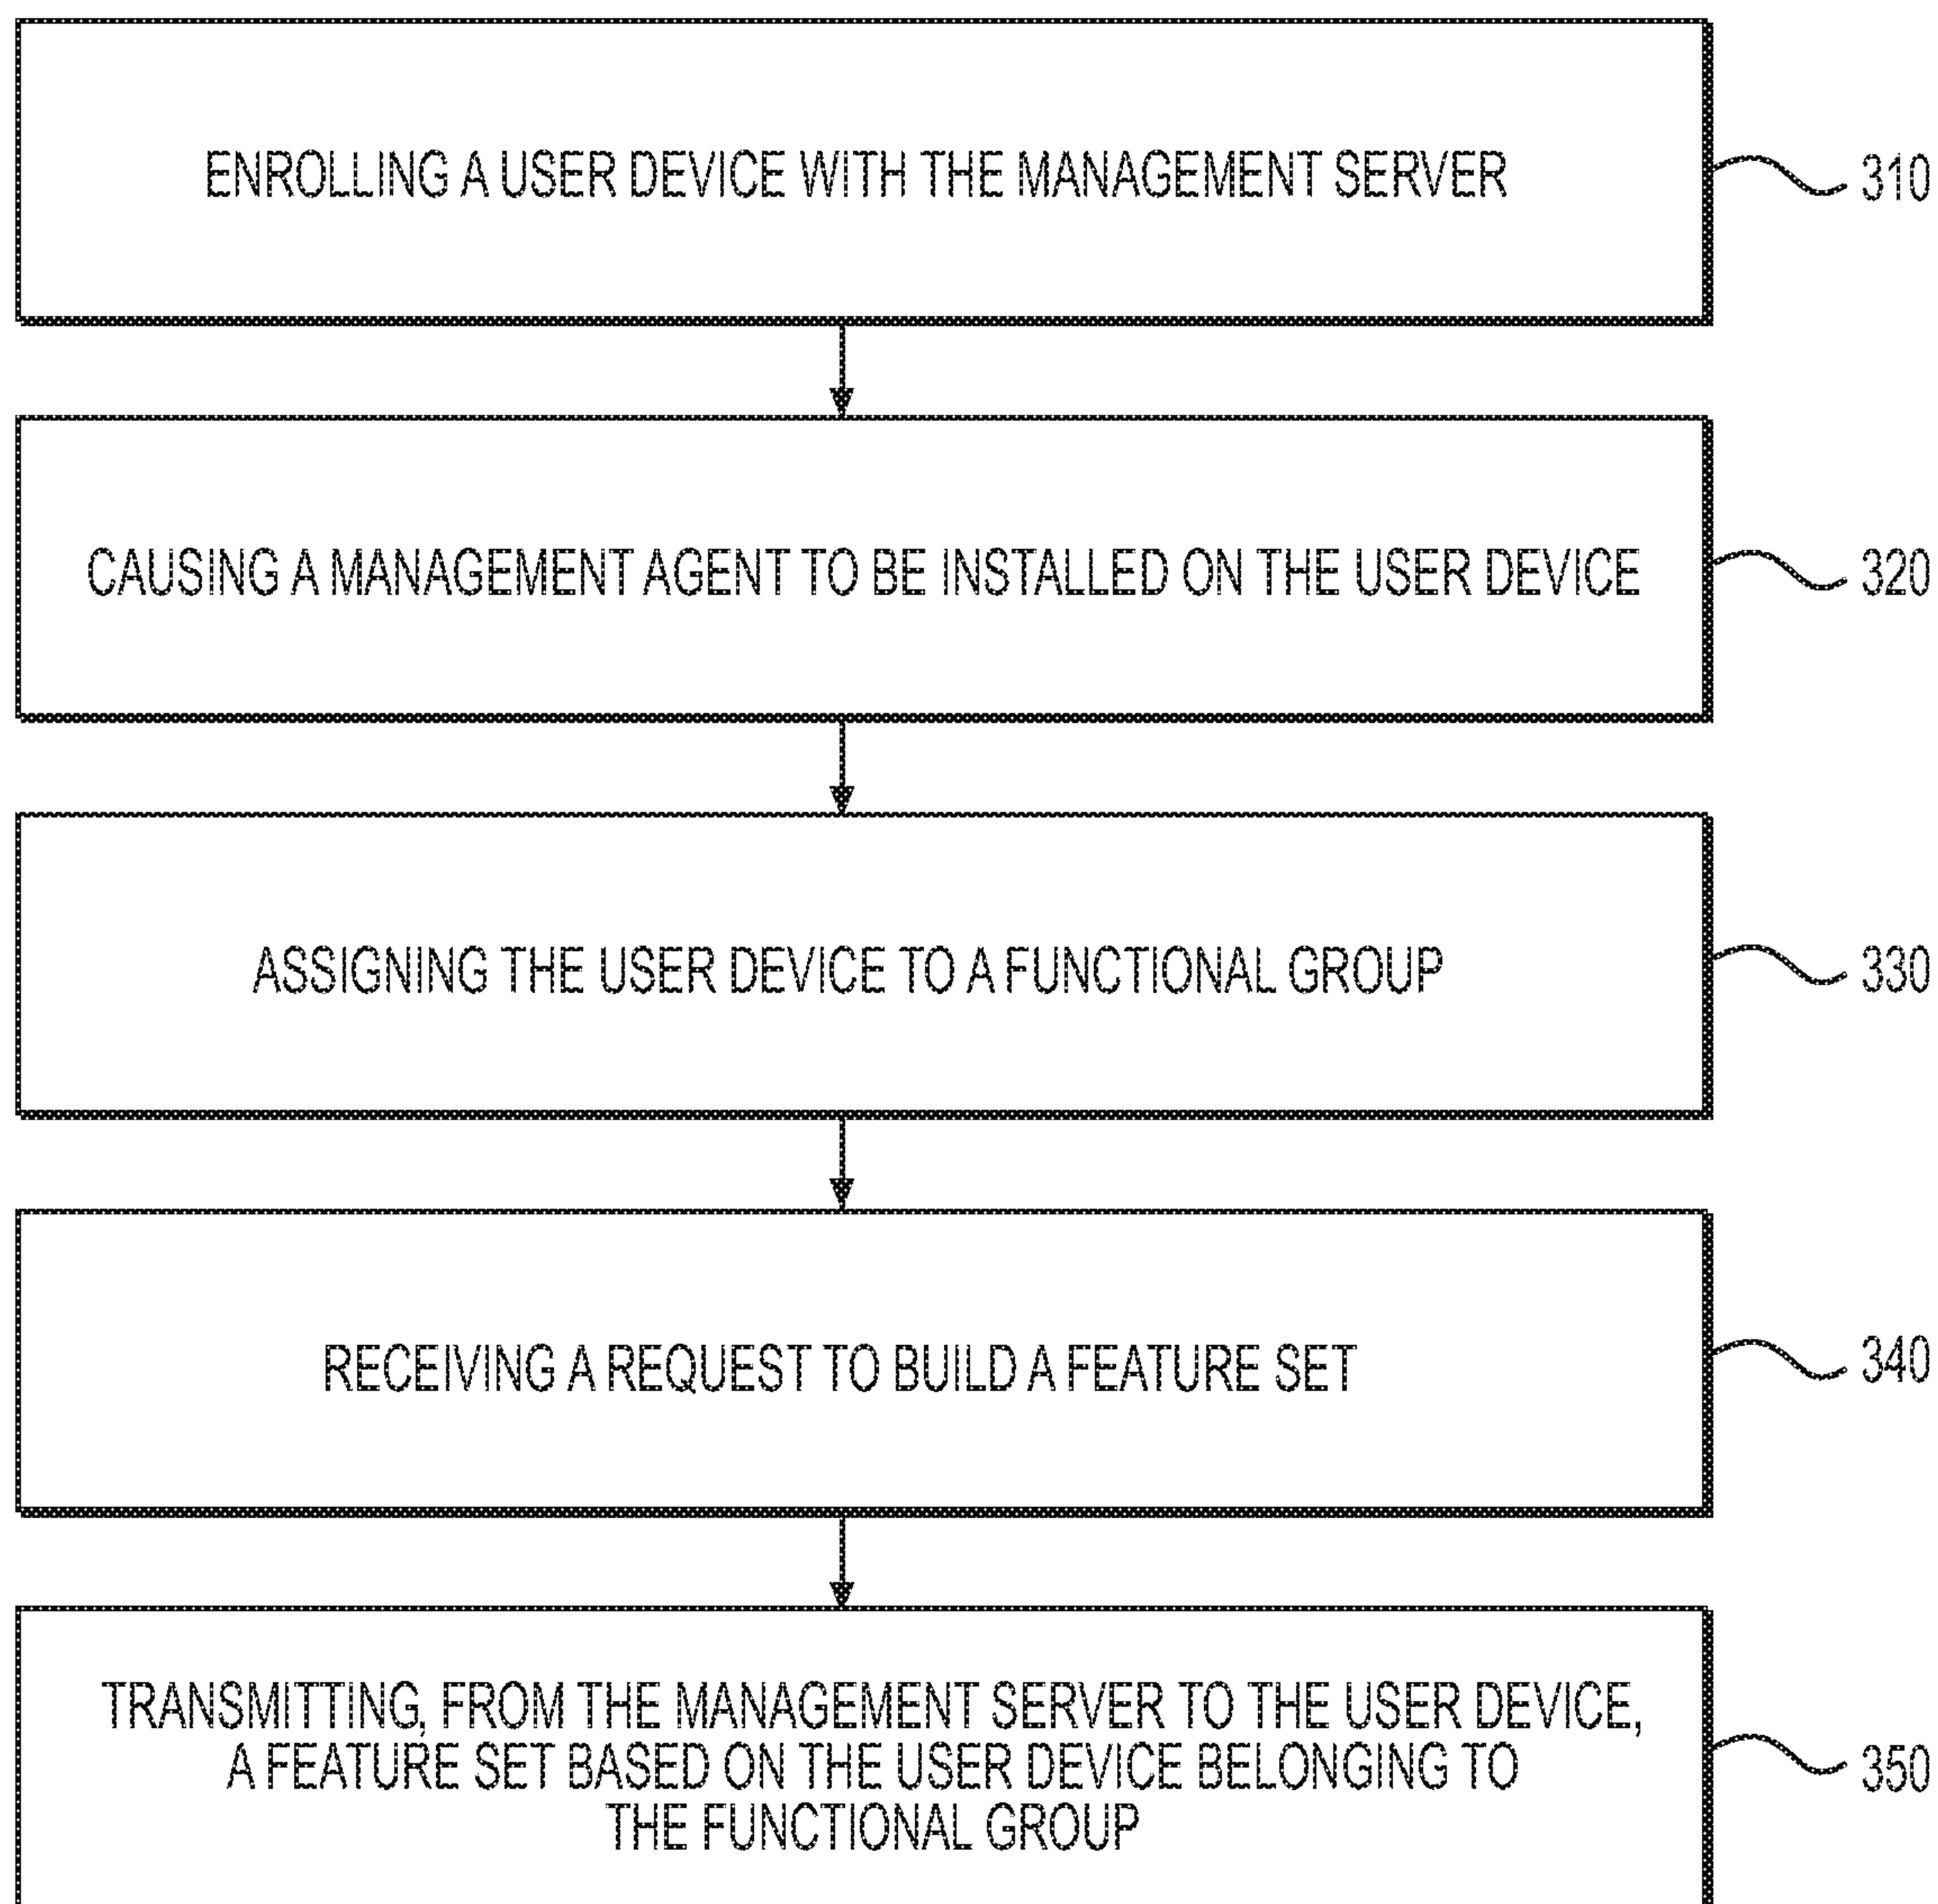 ENROLLING A USER DEVICE WITH THE MANAGEMENT SERVER
310
CAUSING A MANAGEMENT AGENT TO BE INSTALLED ON THE USER DEVICE
320
ASSIGNING THE USER DEVICE TO A FUNCTIONAL GROUP
330
RECEIVING A REQUEST TO BUILD A FEATURE SET
340
TRANSMITTING, FROM THE MANAGEMENT SERVER TO THE USER DEVICE,
A FEATURE SET BASED ON THE USER DEVICE BELONGING TO
THE FUNCTIONAL GROUP
350